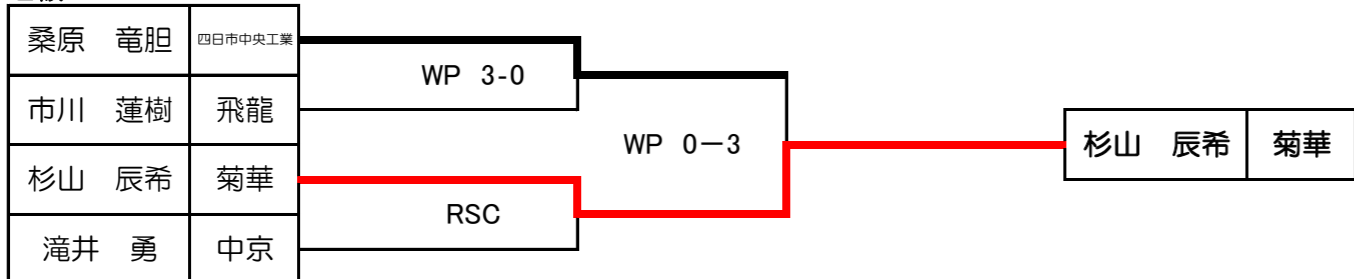 桑原　竜胆 四日市中央工業
WP 3-0
市川　蓮樹 飛龍
WP 0－3
杉山　辰希 菊華
杉山　辰希 菊華
RSC
滝井　勇 中京